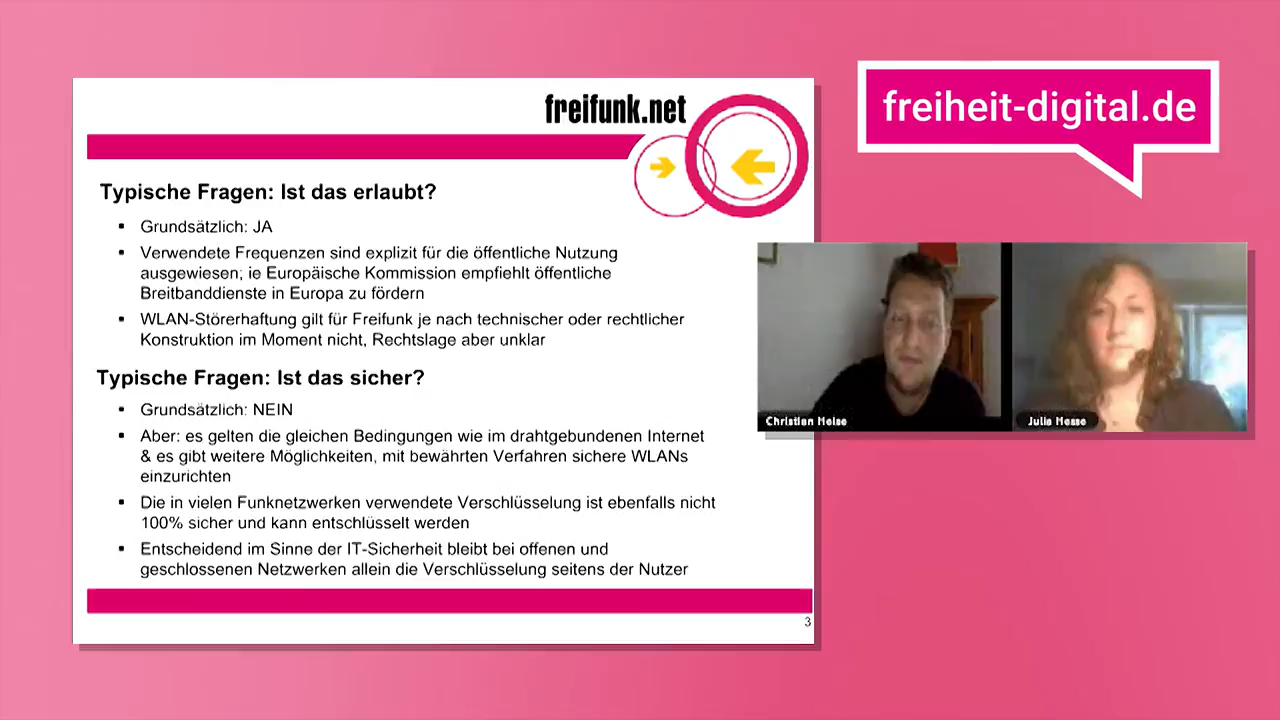 freifunk.net
Typische Fragen: Ist das erlaubt?
▪ Grundsätzlich: JA
▪ Verwendete Frequenzen sind explizit für die öffentliche Nutzung
ausgewiesen; ie Europäische Kommission empfiehlt öffentliche
Breitbanddienste in Europa zu fördern
▪ WLAN-Störerhaftung gilt für Freifunk je nach technischer oder rechtlicher
Konstruktion im Moment nicht, Rechtslage aber unklar
Typische Fragen: Ist das sicher?
▪ Grundsätzlich: NEIN
▪ Aber: es gelten die gleichen Bedingungen wie im drahtgebundenen Internet
& es gibt weitere Möglichkeiten, mit bewährten Verfahren sichere WLANs
einzurichten
▪ Die in vielen Funknetzwerken verwendete Verschlüsselung ist ebenfalls nicht
100% sicher und kann entschlüsselt werden
▪ Entscheidend im Sinne der IT-Sicherheit bleibt bei offenen und
geschlossenen Netzwerken allein die Verschlüsselung seitens der Nutzer
3
freiheit-digital.de
Christian Heise
Julia Hesse